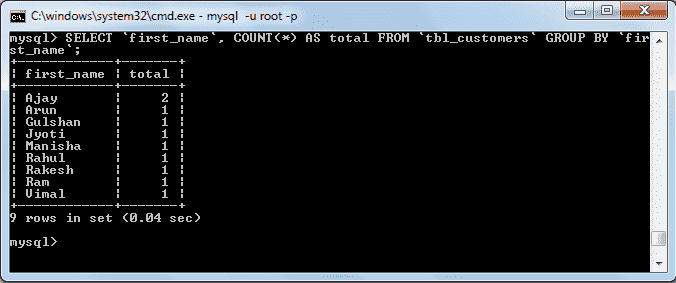 C:\windows\system32\cmd.exe - mysql -u root -p
mysql> SELECT `first_name`, COUNT(*) AS total FROM `tbl_customers` GROUP BY `fir
st_name`;
+------------+-------+
| first_name | total |
+------------+-------+
| Ajay | 2 |
| Arun | 1 |
| Gulshan | 1 |
| Jyoti | 1 |
| Manisha | 1 |
| Rahul | 1 |
| Rakesh | 1 |
| Ram | 1 |
| Vimal | 1 |
+------------+-------+
9 rows in set (0.04 sec)
mysql>